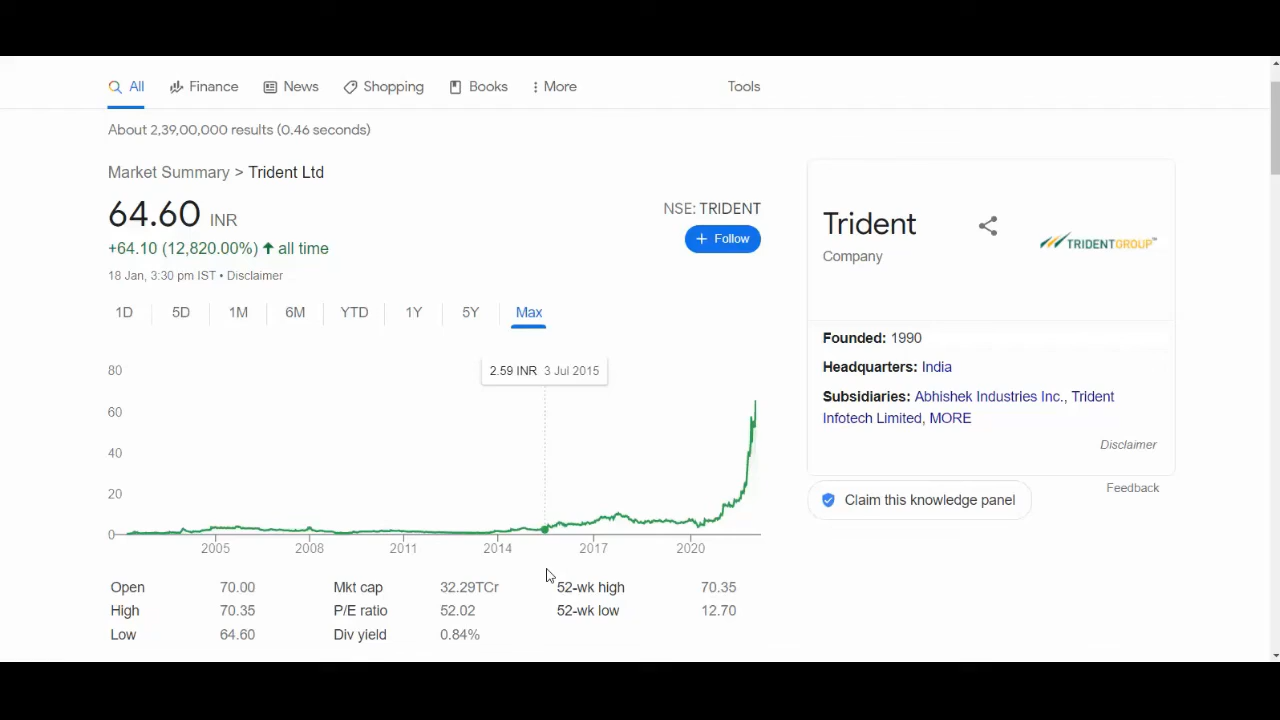 All Finance News Shopping Books More Tools
About 2,39,00,000 results (0.46 seconds)
Market Summary > Trident Ltd
64.60 INR
+64.10 (12,820.00%) ↑ all time
18 Jan, 3:30 pm IST • Disclaimer
NSE: TRIDENT
+ Follow
1D 5D 1M 6M YTD 1Y 5Y Max
2.59 INR 3 Jul 2015
80
60
40
20
0
2005 2008 2011 2014 2017 2020
Open 70.00 Mkt cap 32.29TCr 52-wk high 70.35
High 70.35 P/E ratio 52.02 52-wk low 12.70
Low 64.60 Div yield 0.84%
Trident
Company
TRIDENTGROUP™
Founded: 1990
Headquarters: India
Subsidiaries: Abhishek Industries Inc., Trident
Infotech Limited, MORE
Disclaimer
Feedback
Claim this knowledge panel